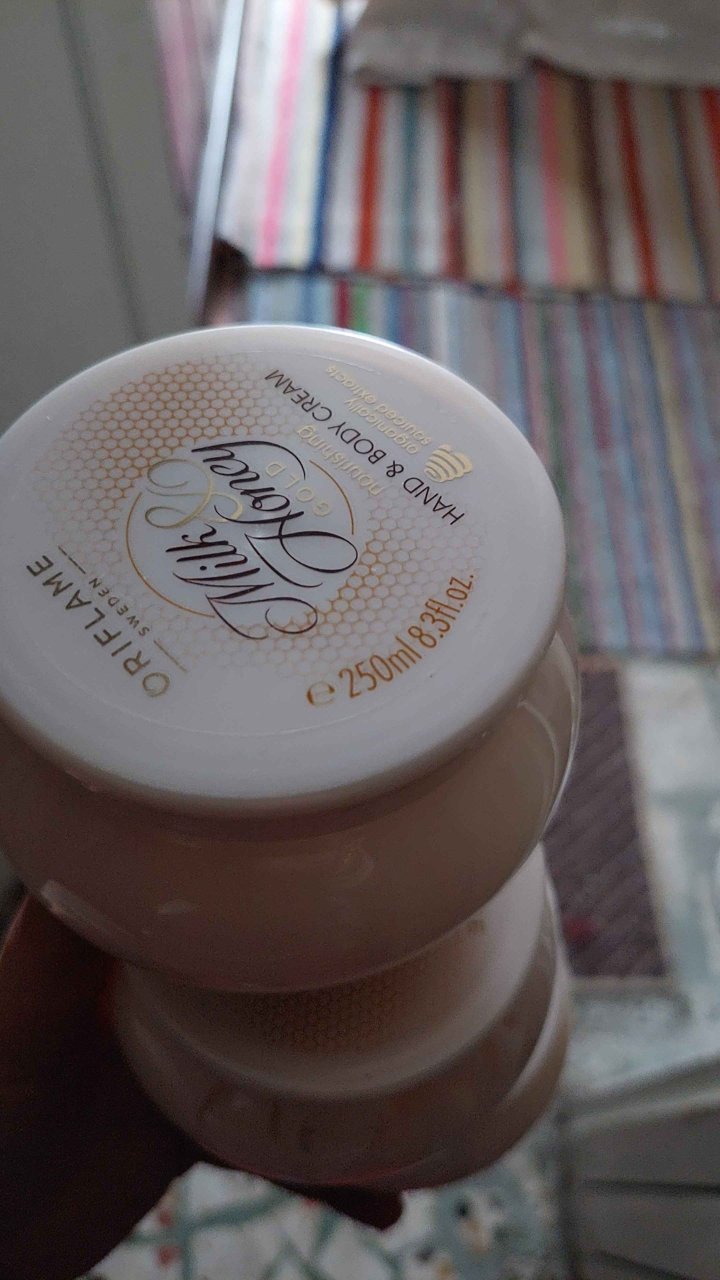 ORIFLAME
SWEDEN
Milk &
Honey
GOLD
nourishing
HAND & BODY CREAM
organically
sourced extracts
e 250ml 8.3fl.oz.